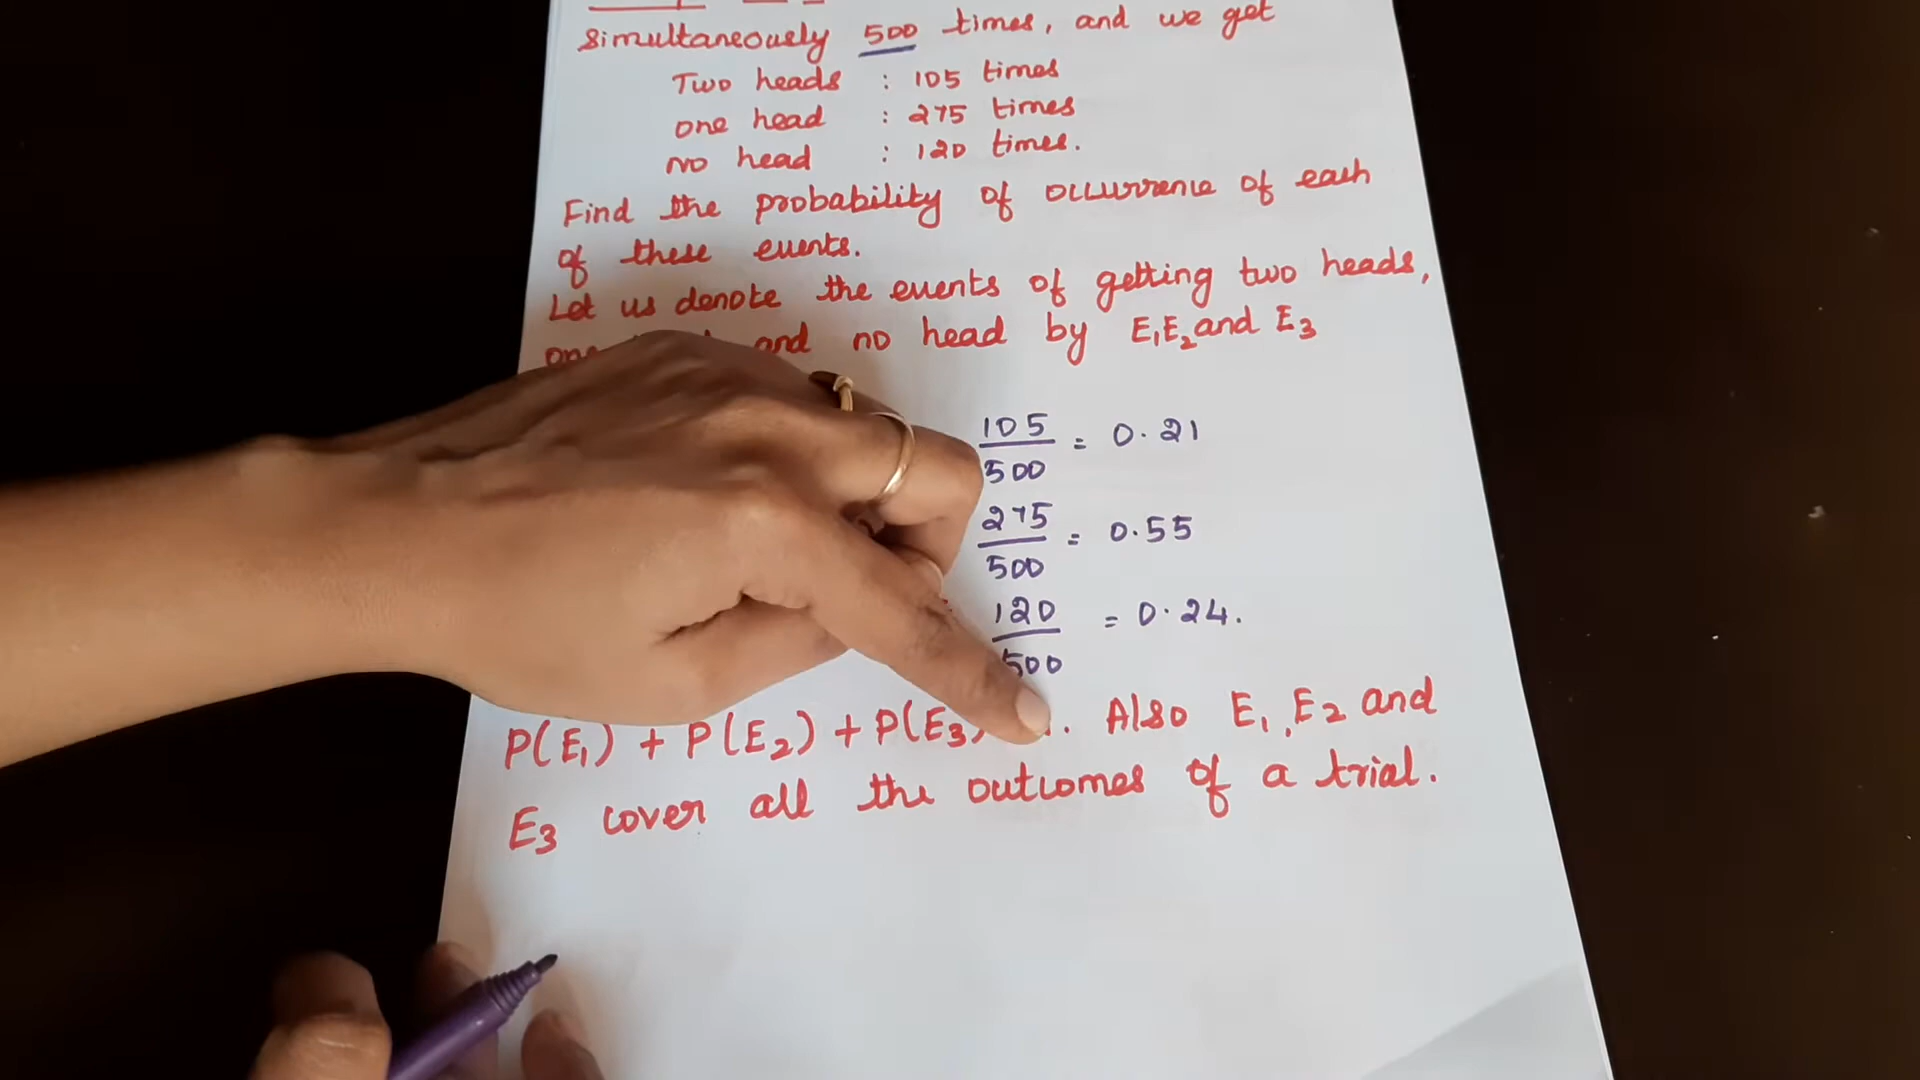 simultaneously 500 times, and we get
Two heads : 105 times
one head : 275 times
no head : 120 times.
Find the probability of occurrence of each
of these events.
Let us denote the events of getting two heads,
one and no head by E1E2 and E3
105/500 = 0.21
275/500 = 0.55
120/500 = 0.24.
P(E1) + P(E2) + P(E3) . Also E1, E2 and
E3 cover all the outcomes of a trial.